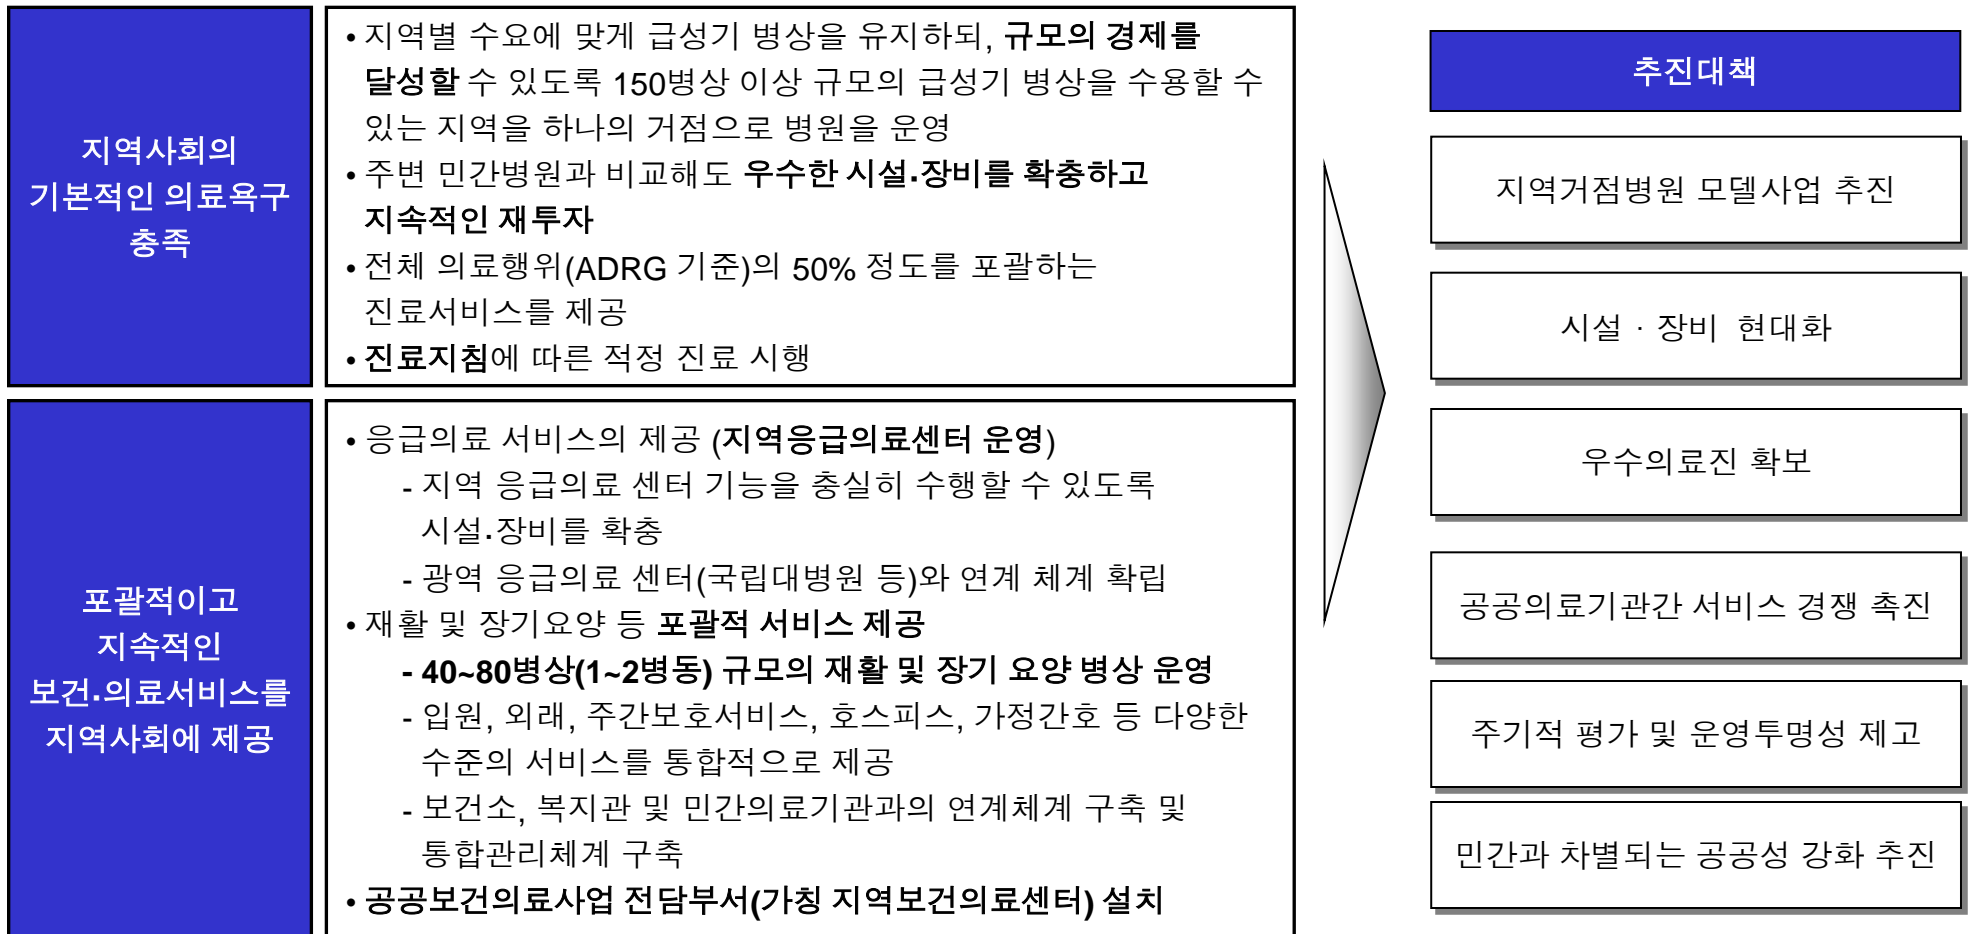 지역사회의
기본적인 의료욕구
충족
• 지역별 수요에 맞게 급성기 병상을 유지하되, 규모의 경제를
달성할 수 있도록 150병상 이상 규모의 급성기 병상을 수용할 수
있는 지역을 하나의 거점으로 병원을 운영
• 주변 민간병원과 비교해도 우수한 시설·장비를 확충하고
지속적인 재투자
• 전체 의료행위(ADRG 기준)의 50% 정도를 포괄하는
진료서비스를 제공
• 진료지침에 따른 적정 진료 시행
포괄적이고
지속적인
보건·의료서비스를
지역사회에 제공
• 응급의료 서비스의 제공 (지역응급의료센터 운영)
- 지역 응급의료 센터 기능을 충실히 수행할 수 있도록
시설·장비를 확충
- 광역 응급의료 센터(국립대병원 등)와 연계 체계 확립
• 재활 및 장기요양 등 포괄적 서비스 제공
- 40~80병상(1~2병동) 규모의 재활 및 장기 요양 병상 운영
- 입원, 외래, 주간보호서비스, 호스피스, 가정간호 등 다양한
수준의 서비스를 통합적으로 제공
- 보건소, 복지관 및 민간의료기관과의 연계체계 구축 및
통합관리체계 구축
• 공공보건의료사업 전담부서(가칭 지역보건의료센터) 설치
추진대책
지역거점병원 모델사업 추진
시설 · 장비 현대화
우수의료진 확보
공공의료기관간 서비스 경쟁 촉진
주기적 평가 및 운영투명성 제고
민간과 차별되는 공공성 강화 추진